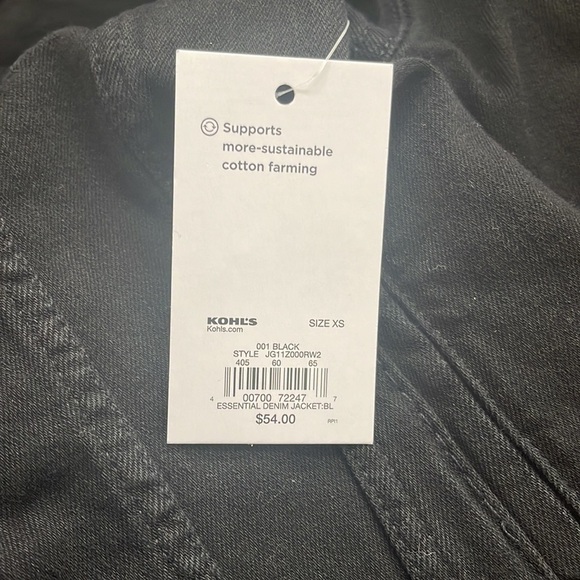 Supports
more-sustainable
cotton farming
KOHL'S SIZE XS
Kohls.com
001 BLACK
STYLE JG11Z000RW2
405 60 65
4 00700 72247 7
ESSENTIAL DENIM JACKET:BL
$54.00 RPI1